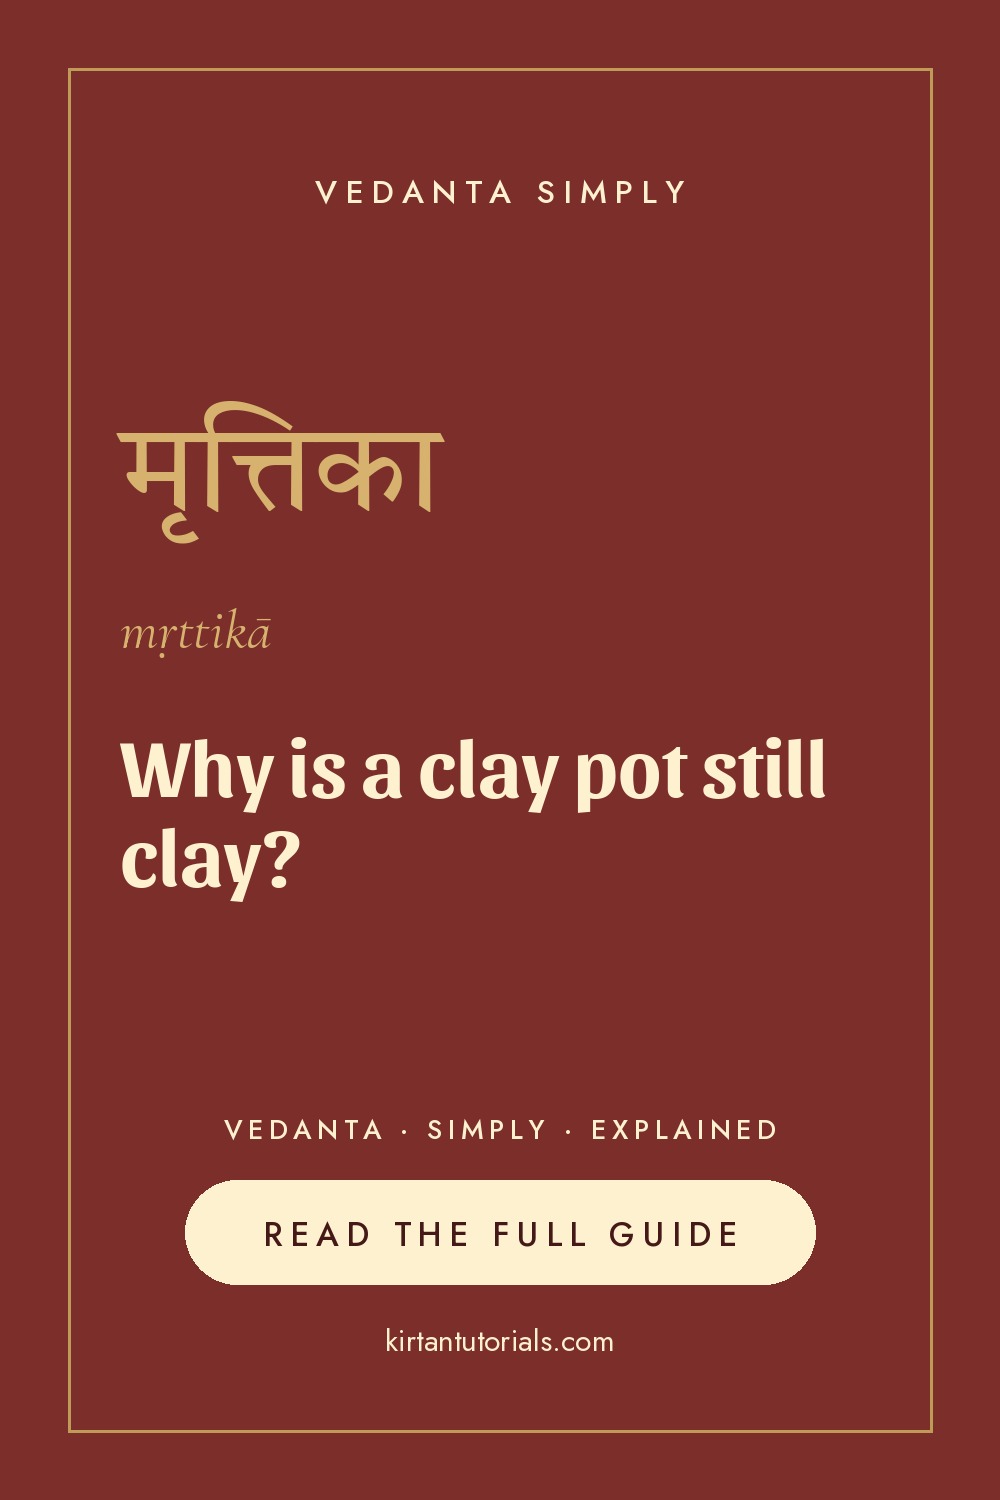 VEDANTA SIMPLY
मृत्तिका
mṛttikā
Why is a clay pot still
clay?
VEDANTA · SIMPLY · EXPLAINED
READ THE FULL GUIDE
kirtantutorials.com